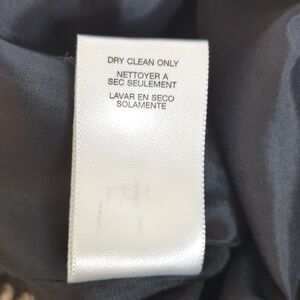 DRY CLEAN ONLY
NETTOYER A
SEC SEULEMENT
LAVAR EN SECO
SOLAMENTE